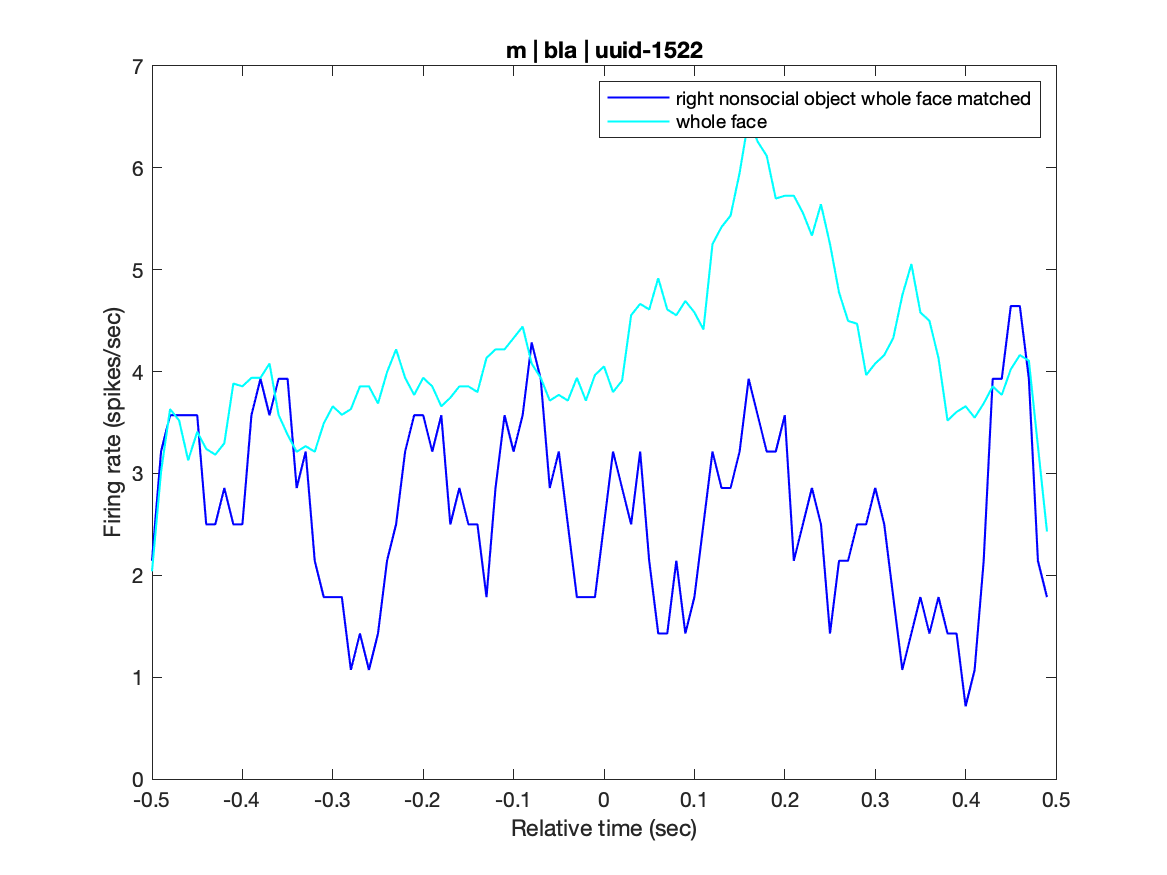 m | bla | uuid-1522
right nonsocial object whole face matched
whole face
Firing rate (spikes/sec)
7
6
5
4
3
2
1
0
-0.5 -0.4 -0.3 -0.2 -0.1 0 0.1 0.2 0.3 0.4 0.5
Relative time (sec)